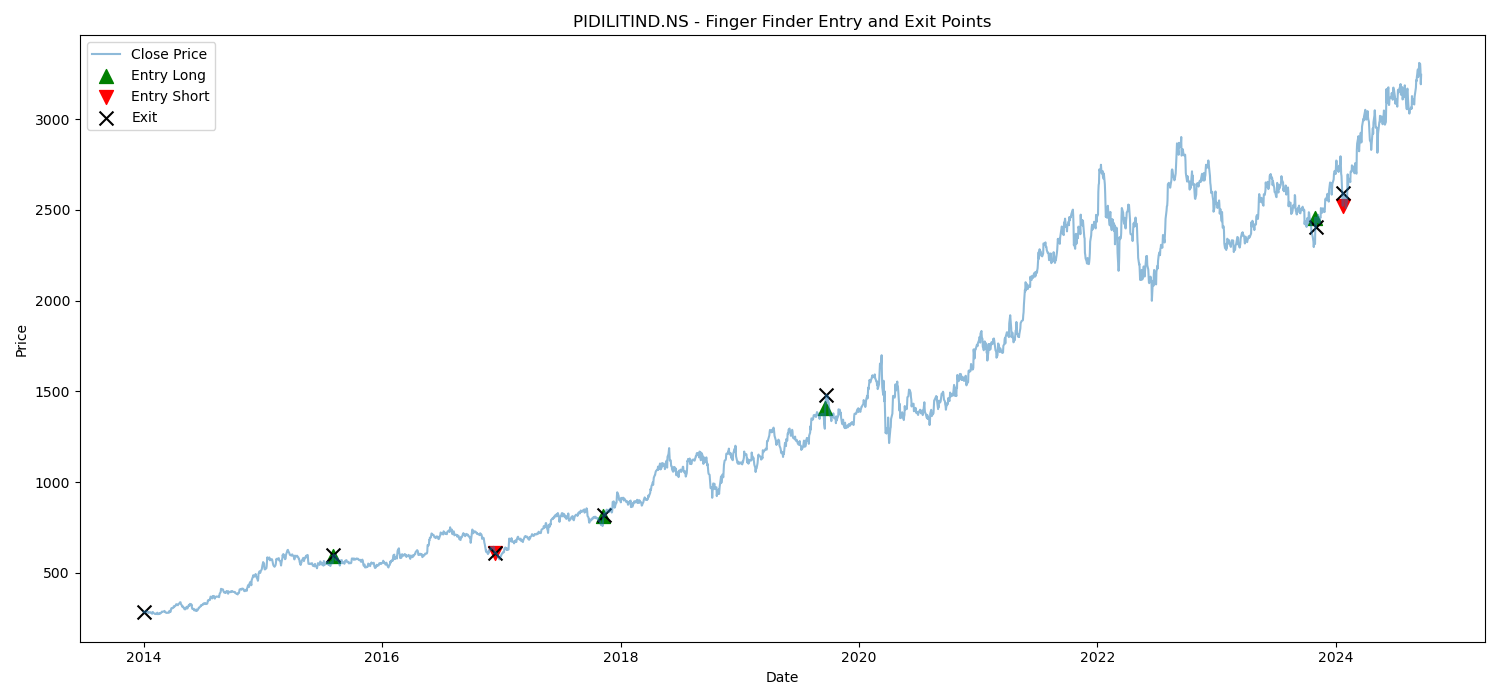 PIDILITIND.NS - Finger Finder Entry and Exit Points
Close Price
Entry Long
Entry Short
Exit
3000
2500
2000
1500
1000
500
Price
2014 2016 2018 2020 2022 2024
Date